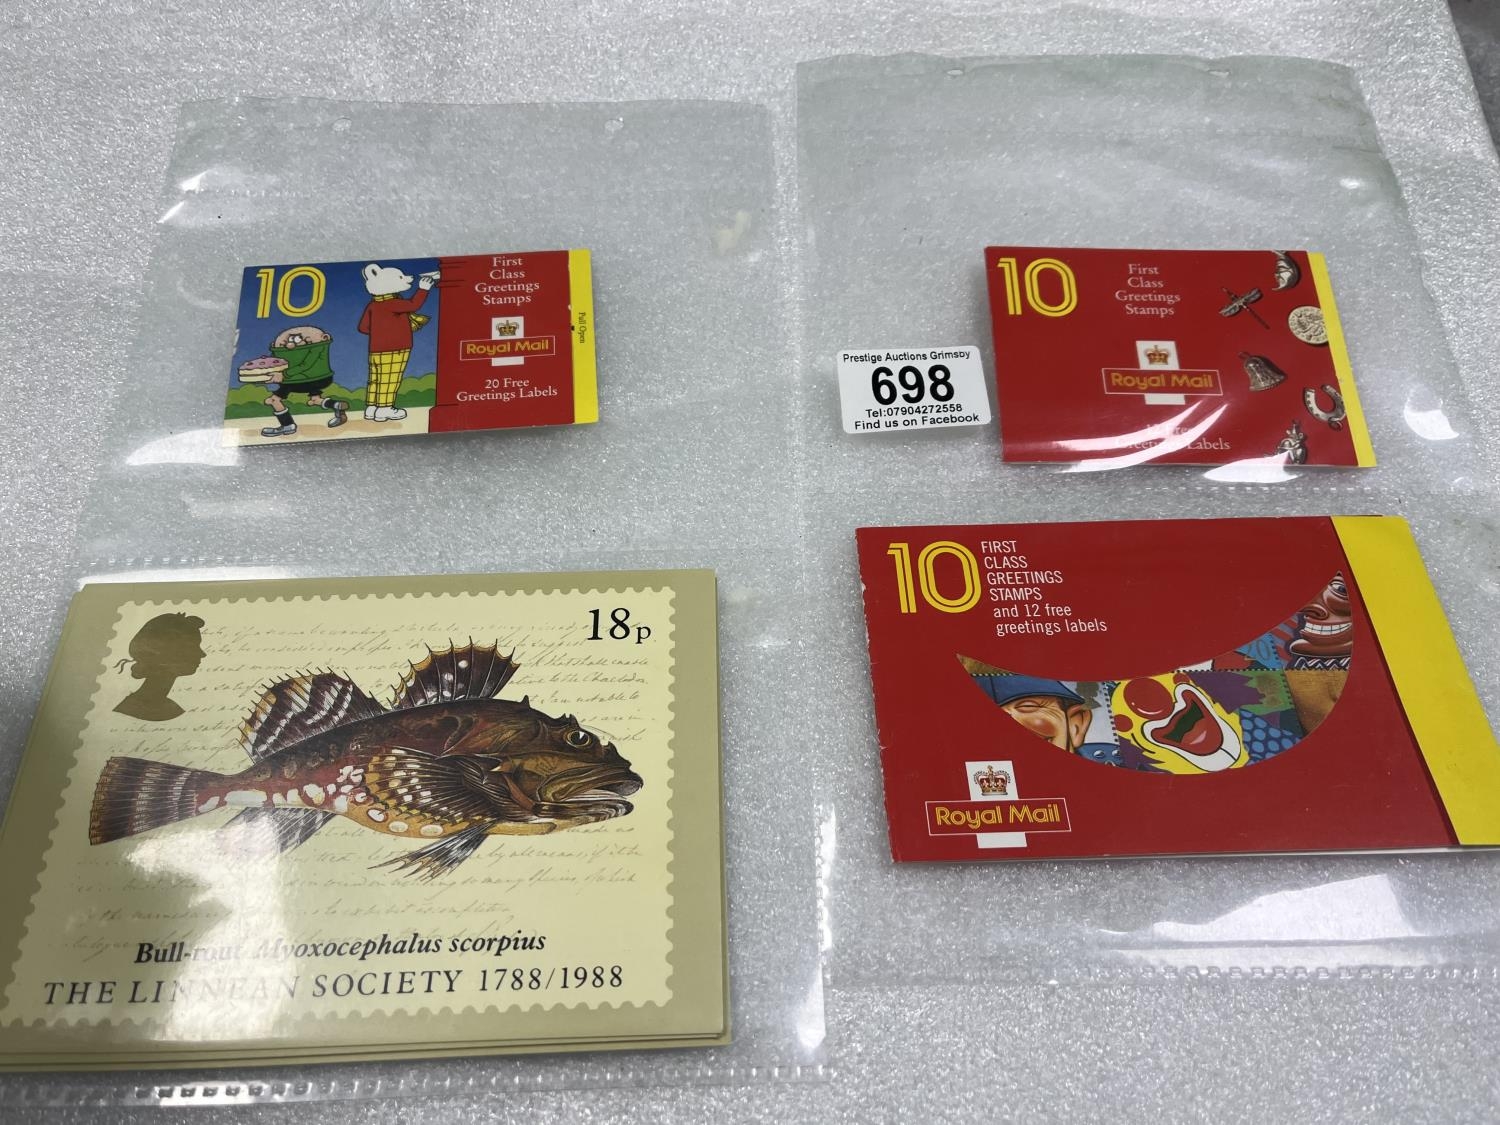 10
First
Class
Greetings
Stamps
Royal Mail
20 Free
Greetings Labels
Pull Open
10
First
Class
Greetings
Stamps
Royal Mail
Free
Greetings Labels
Prestige Auctions Grimsby
698
Tel:07904272558
Find us on Facebook
18p
Bull-rout Myoxocephalus scorpius
THE LINNEAN SOCIETY 1788/1988
10
FIRST
CLASS
GREETINGS
STAMPS
and 12 free
greetings labels
Royal Mail